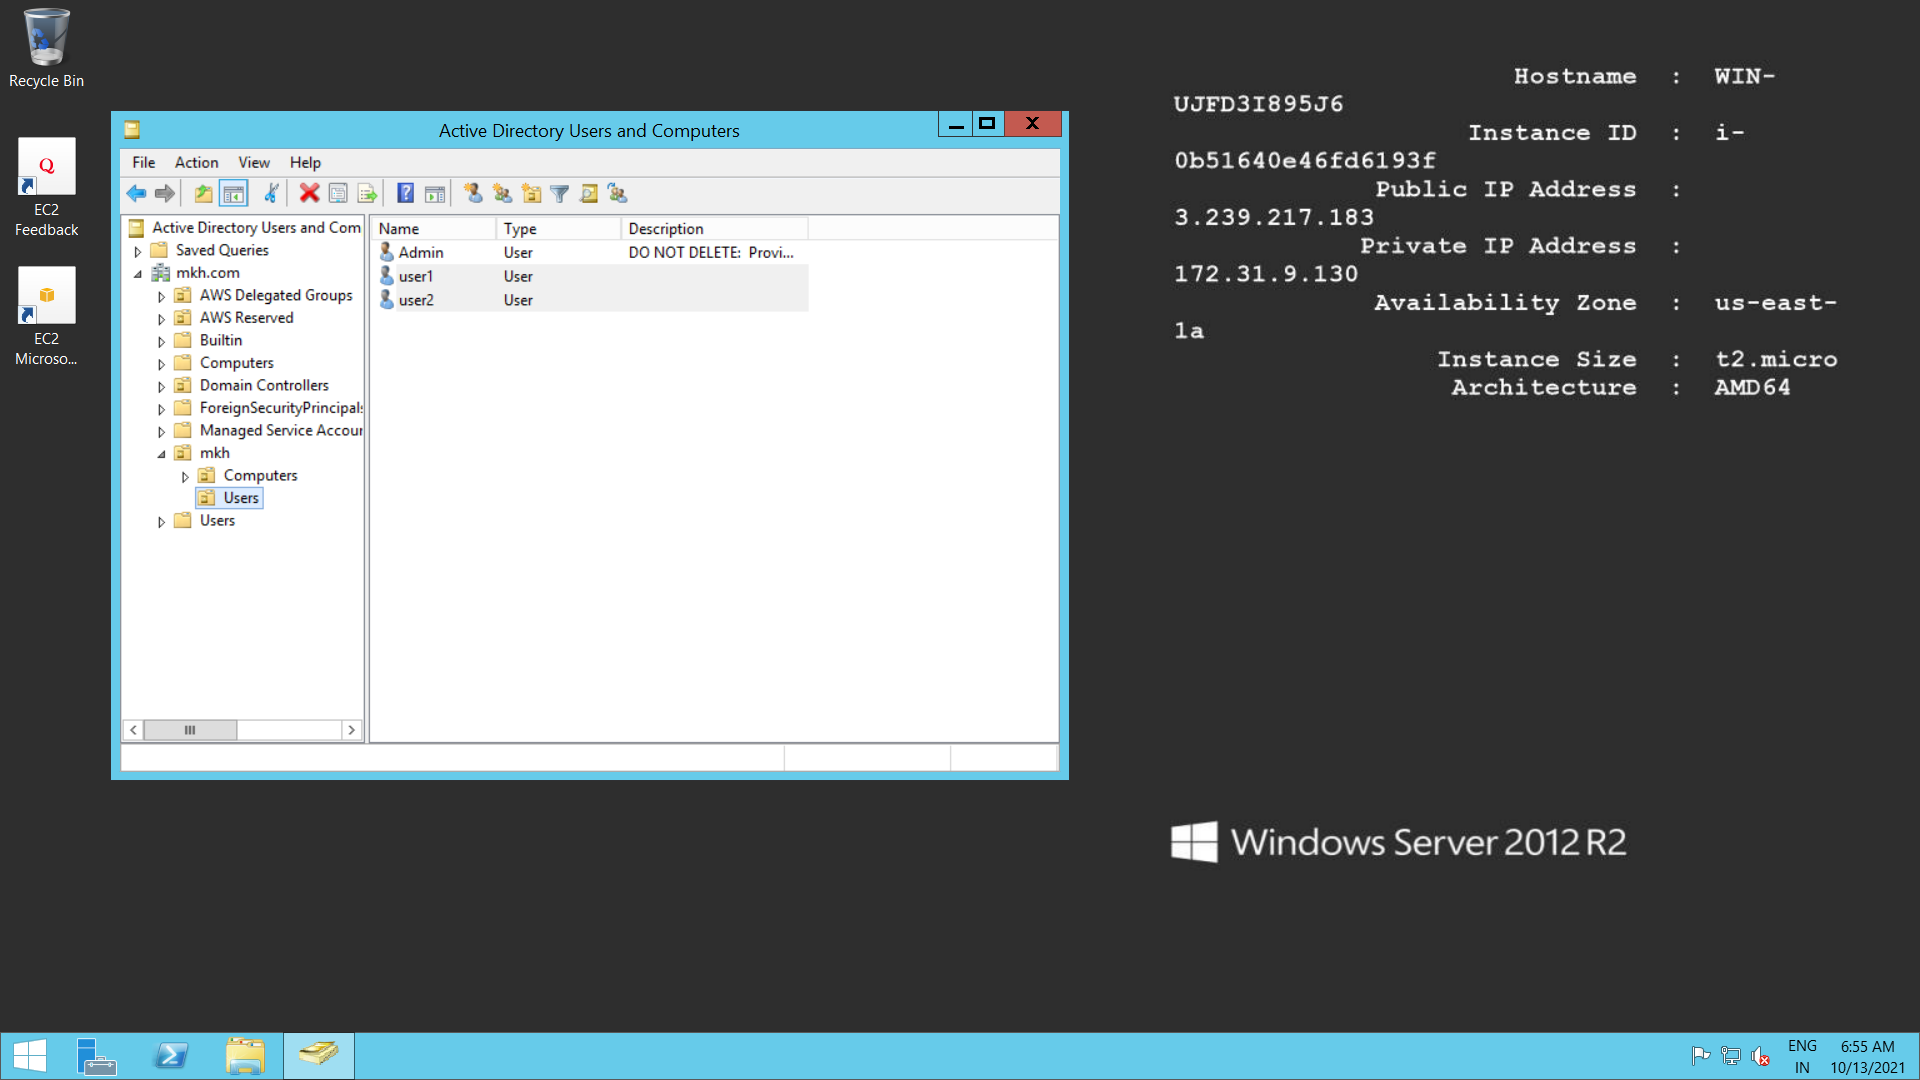 Recycle Bin
EC2
Feedback
EC2
Microso...
Active Directory Users and Computers
File Action View Help
Active Directory Users and Com
Saved Queries
mkh.com
AWS Delegated Groups
AWS Reserved
Builtin
Computers
Domain Controllers
ForeignSecurityPrincipals
Managed Service Accour
mkh
Computers
Users
Users
Name Type Description
Admin User DO NOT DELETE: Provi...
user1 User
user2 User
Hostname : WIN-
UJFD3I895J6
Instance ID : i-
0b51640e46fd6193f
Public IP Address :
3.239.217.183
Private IP Address :
172.31.9.130
Availability Zone : us-east-
1a
Instance Size : t2.micro
Architecture : AMD64
Windows Server 2012 R2
ENG
IN
6:55 AM
10/13/2021